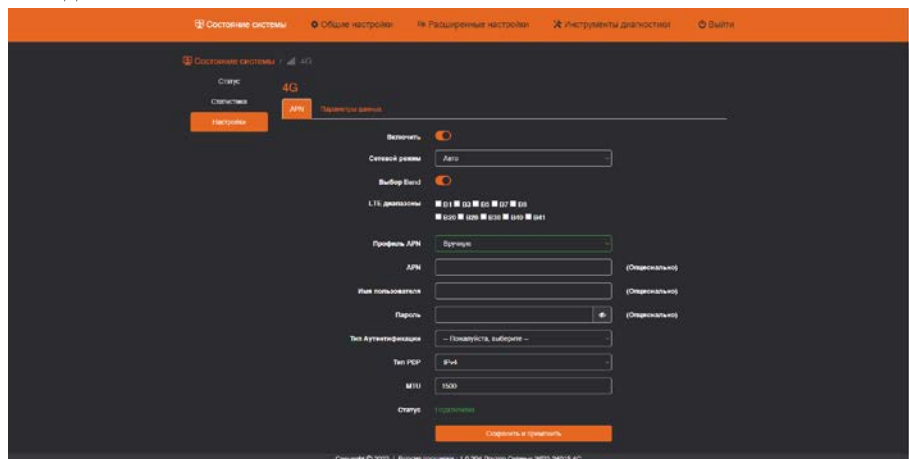 Состояние системы Общие настройки Расширенные настройки Инструменты диагностики Выйти
Состояние системы / 4G
Статус
Статистика
Настройки
4G
APN Параметры данных
Включить
Сетевой режим Авто
Выбор Band
LTE диапазоны B1 B3 B5 B7 B8
B20 B28 B38 B40 B41
Профиль APN Вручную
APN (Опционально)
Имя пользователя (Опционально)
Пароль (Опционально)
Тип Аутентификации -- Пожалуйста, выберите --
Тип PDP IPv4
MTU 1500
Статус подключено
Сохранить и применить
Copyright © 2022 |